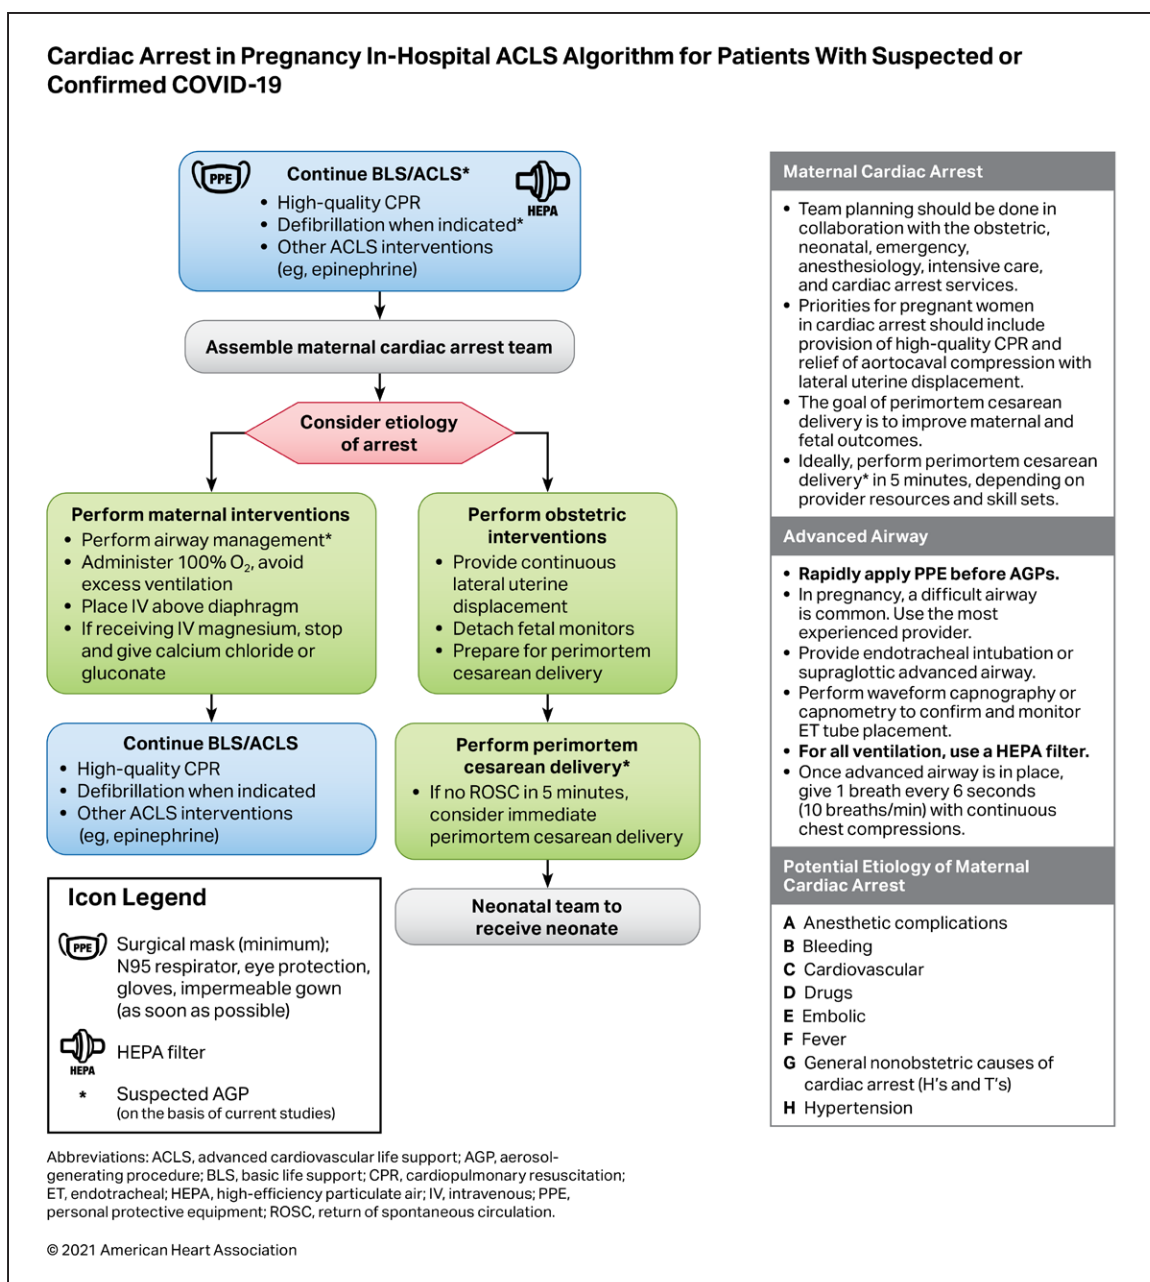 Cardiac Arrest in Pregnancy In-Hospital ACLS Algorithm for Patients With Suspected or
Confirmed COVID-19
PPE
Continue BLS/ACLS*
• High-quality CPR
• Defibrillation when indicated*
• Other ACLS interventions
(eg, epinephrine)
HEPA
Assemble maternal cardiac arrest team
Consider etiology
of arrest
Perform maternal interventions
• Perform airway management*
• Administer 100% O₂, avoid
excess ventilation
• Place IV above diaphragm
• If receiving IV magnesium, stop
and give calcium chloride or
gluconate
Continue BLS/ACLS
• High-quality CPR
• Defibrillation when indicated
• Other ACLS interventions
(eg, epinephrine)
Perform obstetric
interventions
• Provide continuous
lateral uterine
displacement
• Detach fetal monitors
• Prepare for perimortem
cesarean delivery
Perform perimortem
cesarean delivery*
• If no ROSC in 5 minutes,
consider immediate
perimortem cesarean delivery
Neonatal team to
receive neonate
Icon Legend
PPE
Surgical mask (minimum);
N95 respirator, eye protection,
gloves, impermeable gown
(as soon as possible)
HEPA
HEPA filter
* Suspected AGP
(on the basis of current studies)
Maternal Cardiac Arrest
• Team planning should be done in
collaboration with the obstetric,
neonatal, emergency,
anesthesiology, intensive care,
and cardiac arrest services.
• Priorities for pregnant women
in cardiac arrest should include
provision of high-quality CPR and
relief of aortocaval compression with
lateral uterine displacement.
• The goal of perimortem cesarean
delivery is to improve maternal and
fetal outcomes.
• Ideally, perform perimortem cesarean
delivery* in 5 minutes, depending on
provider resources and skill sets.
Advanced Airway
• Rapidly apply PPE before AGPs.
• In pregnancy, a difficult airway
is common. Use the most
experienced provider.
• Provide endotracheal intubation or
supraglottic advanced airway.
• Perform waveform capnography or
capnometry to confirm and monitor
ET tube placement.
• For all ventilation, use a HEPA filter.
• Once advanced airway is in place,
give 1 breath every 6 seconds
(10 breaths/min) with continuous
chest compressions.
Potential Etiology of Maternal
Cardiac Arrest
A Anesthetic complications
B Bleeding
C Cardiovascular
D Drugs
E Embolic
F Fever
G General nonobstetric causes of
cardiac arrest (H's and T's)
H Hypertension
Abbreviations: ACLS, advanced cardiovascular life support; AGP, aerosol-
generating procedure; BLS, basic life support; CPR, cardiopulmonary resuscitation;
ET, endotracheal; HEPA, high-efficiency particulate air; IV, intravenous; PPE,
personal protective equipment; ROSC, return of spontaneous circulation.
© 2021 American Heart Association